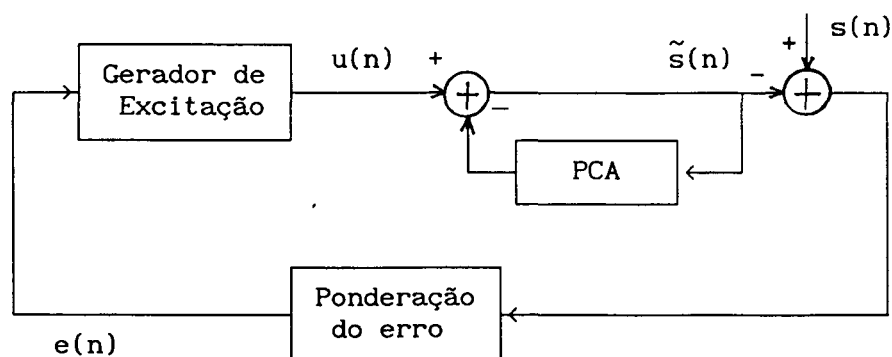 Gerador de
Excitação
u(n)
+
+
−
s̃(n)
−
+
s(n)
+
PCA
Ponderação
do erro
e(n)